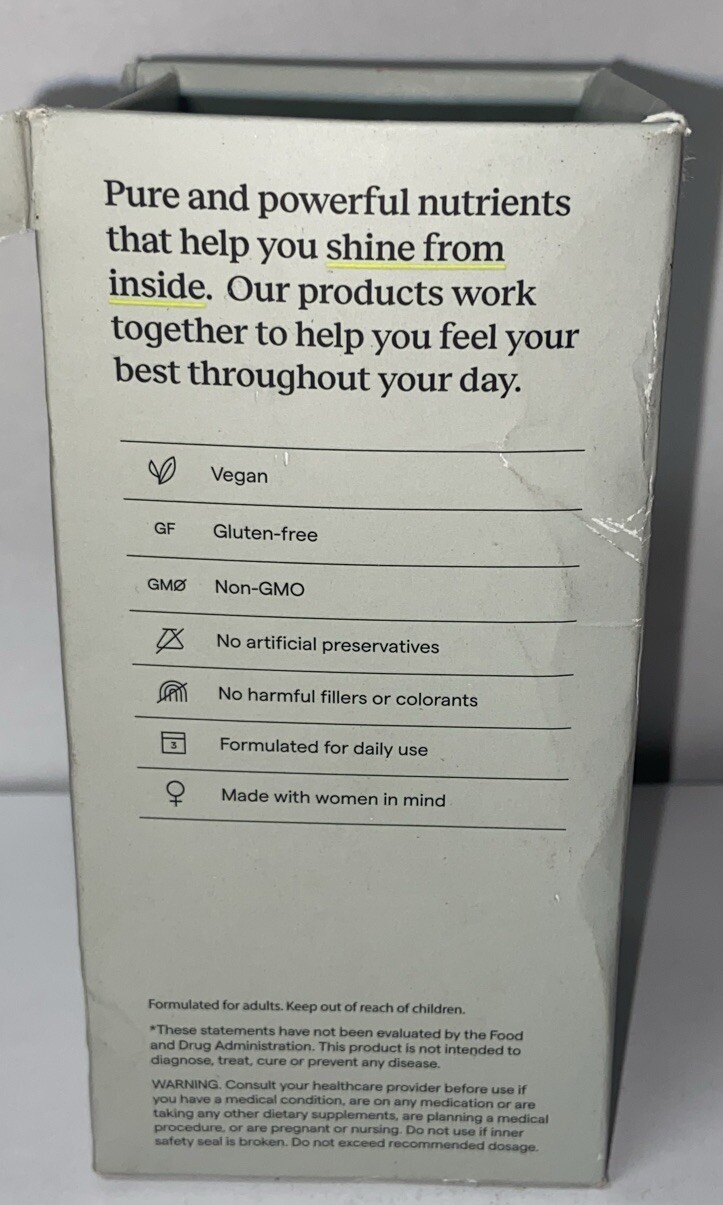 Pure and powerful nutrients
that help you shine from
inside. Our products work
together to help you feel your
best throughout your day.
Vegan
GF Gluten-free
GMØ Non-GMO
No artificial preservatives
No harmful fillers or colorants
3 Formulated for daily use
Made with women in mind
Formulated for adults. Keep out of reach of children.
*These statements have not been evaluated by the Food
and Drug Administration. This product is not intended to
diagnose, treat, cure or prevent any disease.
WARNING. Consult your healthcare provider before use if
you have a medical condition, are on any medication or are
taking any other dietary supplements, are planning a medical
procedure, or are pregnant or nursing. Do not use if inner
safety seal is broken. Do not exceed recommended dosage.